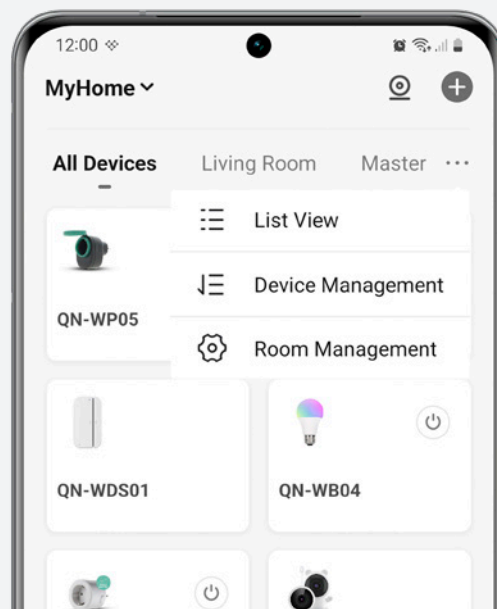 12:00
MyHome
All Devices Living Room Master ...
List View
Device Management
QN-WP05
Room Management
QN-WDS01 QN-WB04